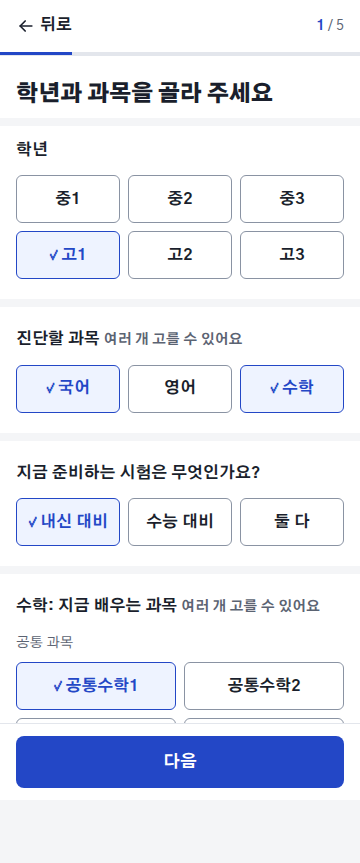 ← 뒤로
1 / 5
학년과 과목을 골라 주세요
학년
중1 중2 중3
✓ 고1 고2 고3
진단할 과목 여러 개 고를 수 있어요
✓ 국어 영어 ✓ 수학
지금 준비하는 시험은 무엇인가요?
✓ 내신 대비 수능 대비 둘 다
수학: 지금 배우는 과목 여러 개 고를 수 있어요
공통 과목
✓ 공통수학1 공통수학2
다음